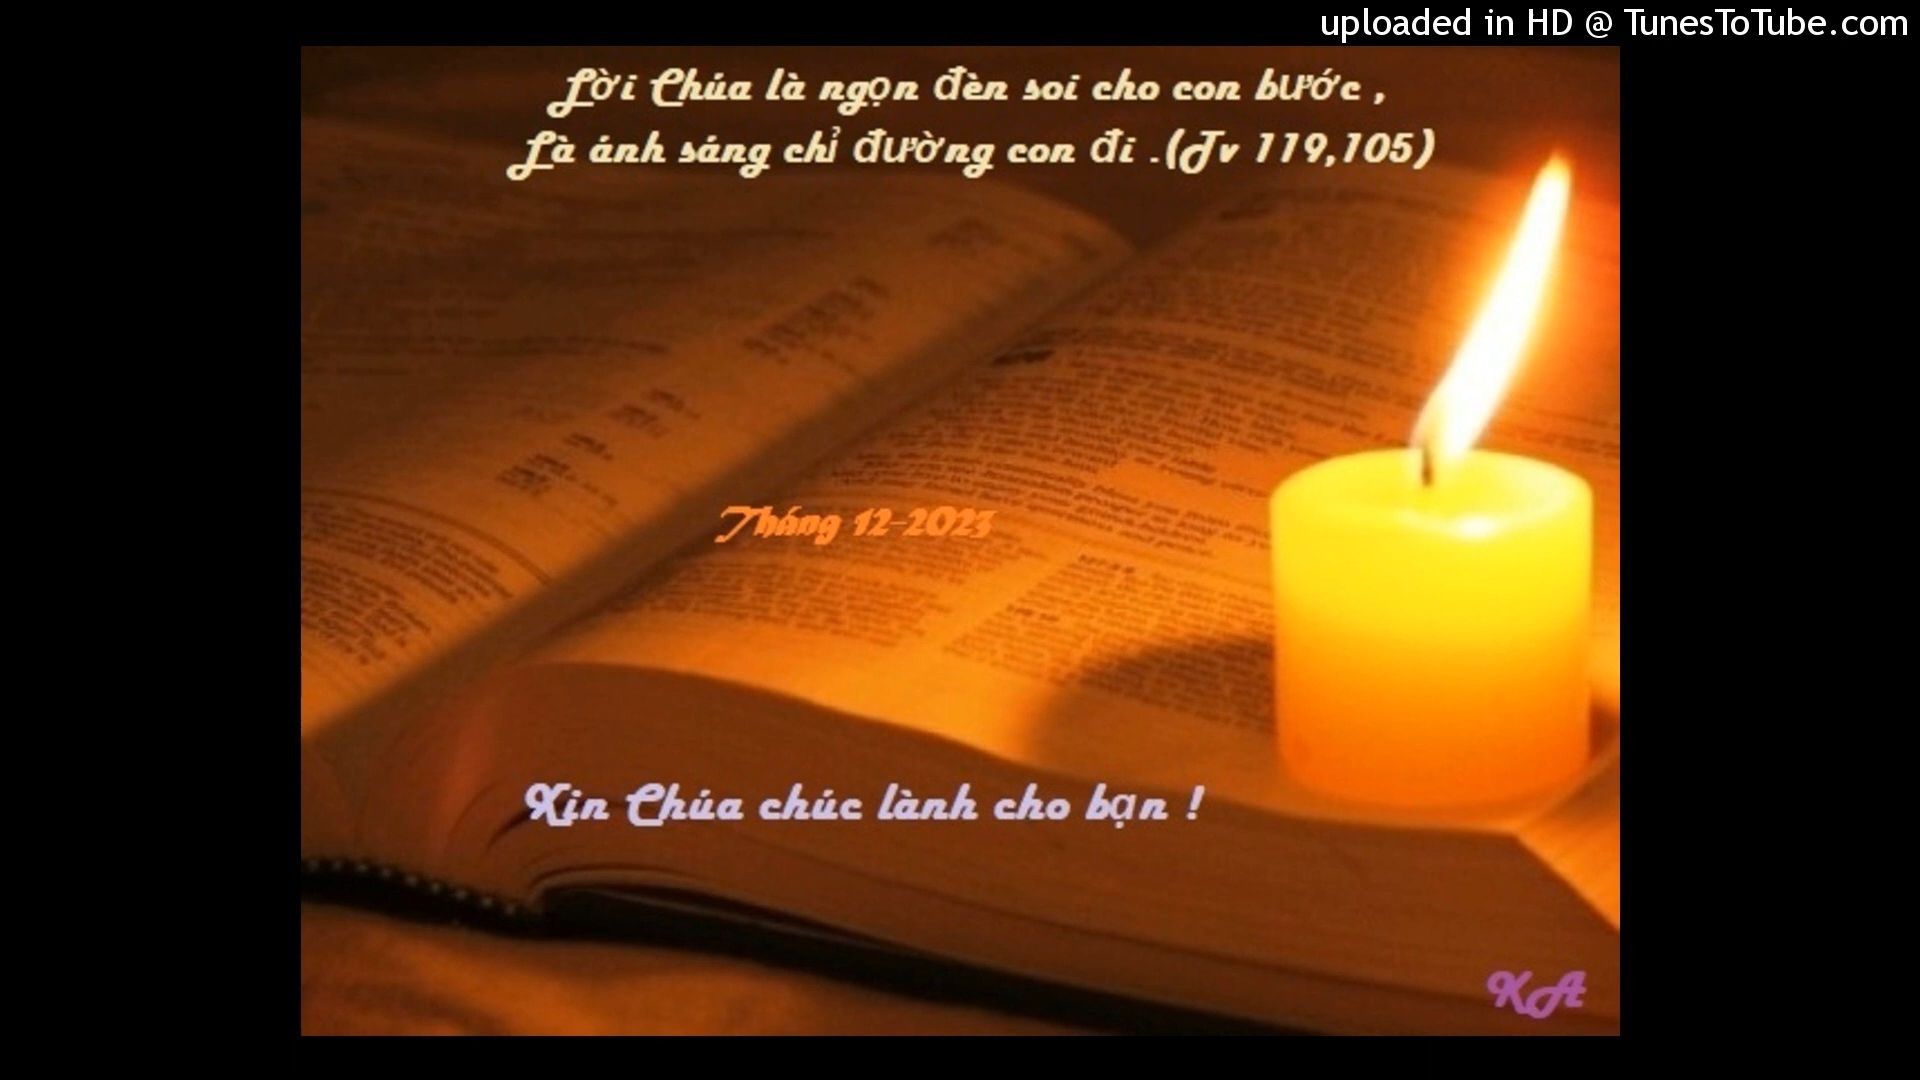 uploaded in HD @ TunesToTube.com
Lời Chúa là ngọn đèn soi cho con bước ,
Là ánh sáng chỉ đường con đi .(Tv 119,105)
Tháng 12-2023
Xin Chúa chúc lành cho bạn !
KA